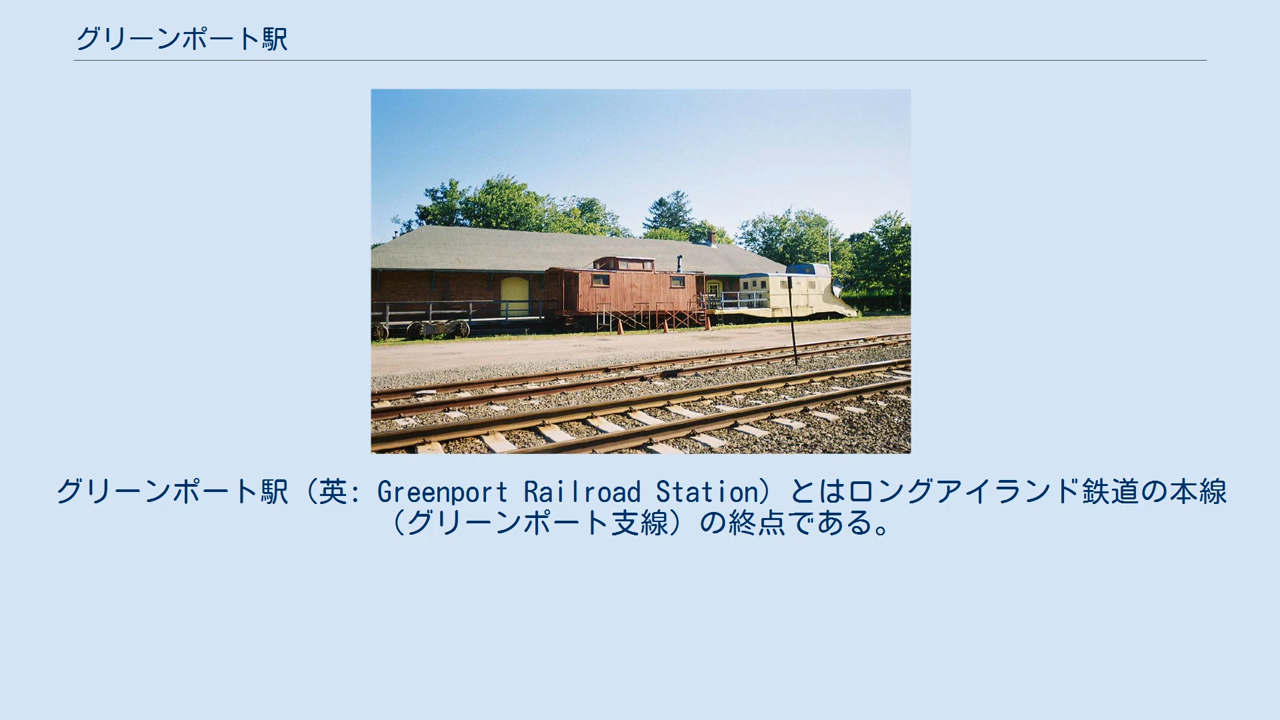 グリーンポート駅
グリーンポート駅（英: Greenport Railroad Station）とはロングアイランド鉄道の本線
（グリーンポート支線）の終点である。